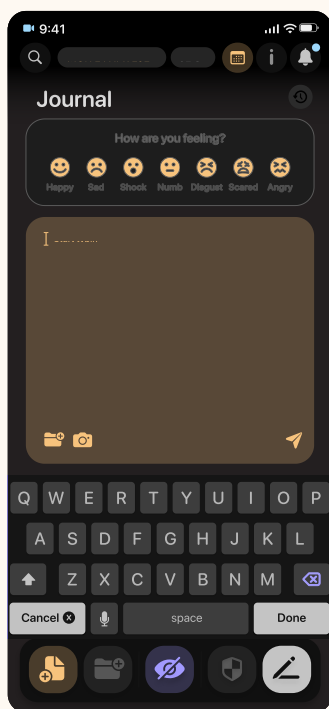 9:41
Journal
How are you feeling?
Happy Sad Shock Numb Disgust Scared Angry
Q W E R T Y U I O P
A S D F G H J K L
Z X C V B N M
Cancel space Done